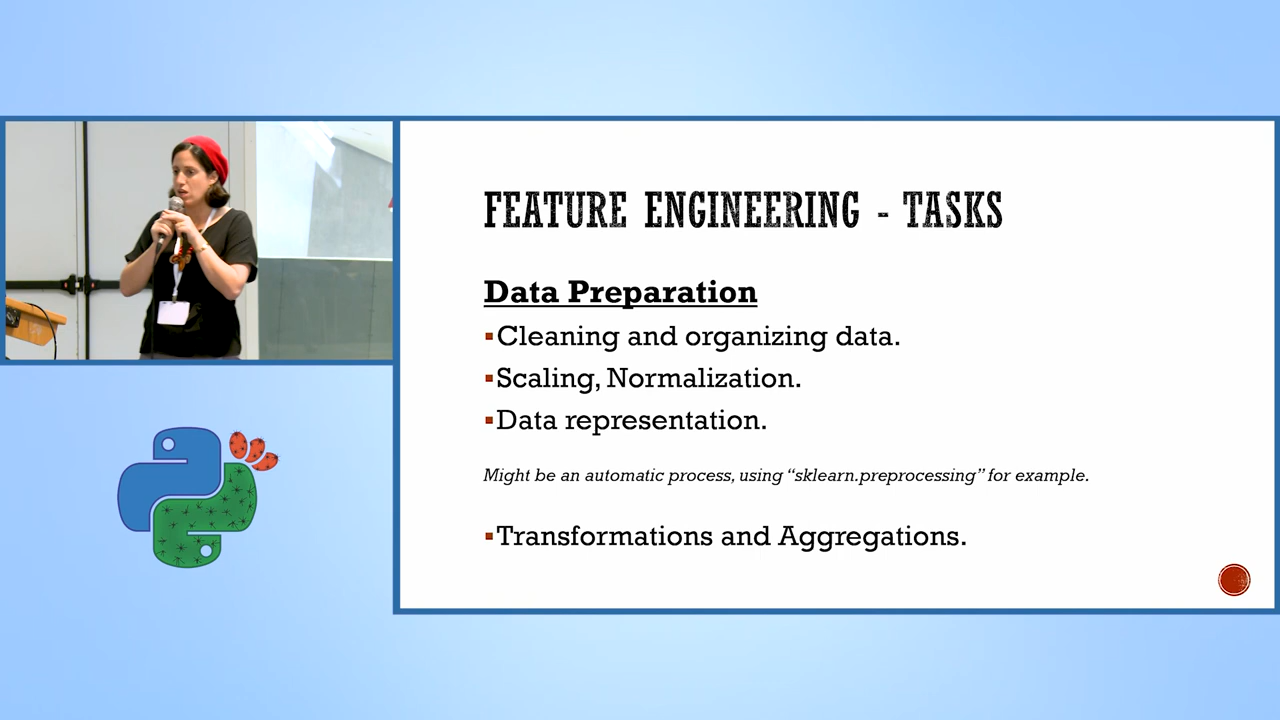 FEATURE ENGINEERING - TASKS
Data Preparation
▪Cleaning and organizing data.
▪Scaling, Normalization.
▪Data representation.
Might be an automatic process, using “sklearn.preprocessing” for example.
▪Transformations and Aggregations.